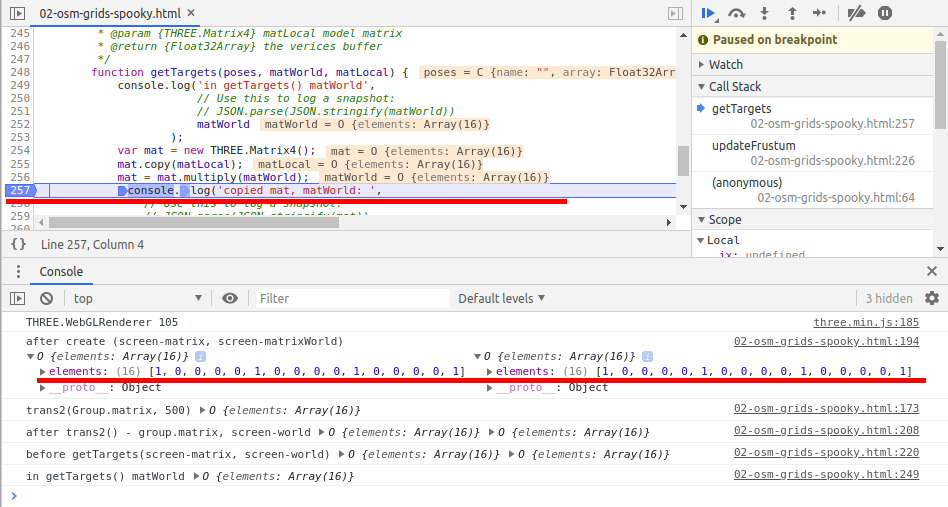 02-osm-grids-spooky.html ×
245 * @param {THREE.Matrix4} matLocal model matrix
246 * @return {Float32Array} the verices buffer
247 */
248 function getTargets(poses, matWorld, matLocal) { poses = C {name: "", array: Float32Arr
249 console.log('in getTargets() matWorld',
250 // Use this to log a snapshot:
251 // JSON.parse(JSON.stringify(matWorld))
252 matWorld matWorld = O {elements: Array(16)}
253 );
254 var mat = new THREE.Matrix4(); mat = O {elements: Array(16)}
255 mat.copy(matLocal); matLocal = O {elements: Array(16)}
256 mat = mat.multiply(matWorld); matWorld = O {elements: Array(16)}
257 console.log('copied mat, matWorld: ',
258 // Use this to log a snapshot:
259 // JSON.parse(JSON.stringify(mat))
260
{} Line 257, Column 4
Paused on breakpoint
Watch
Call Stack
getTargets
02-osm-grids-spooky.html:257
updateFrustum
02-osm-grids-spooky.html:226
(anonymous)
02-osm-grids-spooky.html:64
Scope
Local
ix: undefined
Console ×
top Filter Default levels 3 hidden
THREE.WebGLRenderer 105 three.min.js:185
after create (screen-matrix, screen-matrixWorld) 02-osm-grids-spooky.html:194
O {elements: Array(16)} i O {elements: Array(16)} i
elements: (16) [1, 0, 0, 0, 0, 1, 0, 0, 0, 0, 1, 0, 0, 0, 0, 1] elements: (16) [1, 0, 0, 0, 0, 1, 0, 0, 0, 0, 1, 0, 0, 0, 0, 1]
__proto__: Object __proto__: Object
trans2(Group.matrix, 500) O {elements: Array(16)} 02-osm-grids-spooky.html:173
after trans2() - group.matrix, screen-world O {elements: Array(16)} O {elements: Array(16)} 02-osm-grids-spooky.html:208
before getTargets(screen-matrix, screen-world) O {elements: Array(16)} O {elements: Array(16)} 02-osm-grids-spooky.html:220
in getTargets() matWorld O {elements: Array(16)} 02-osm-grids-spooky.html:249
>